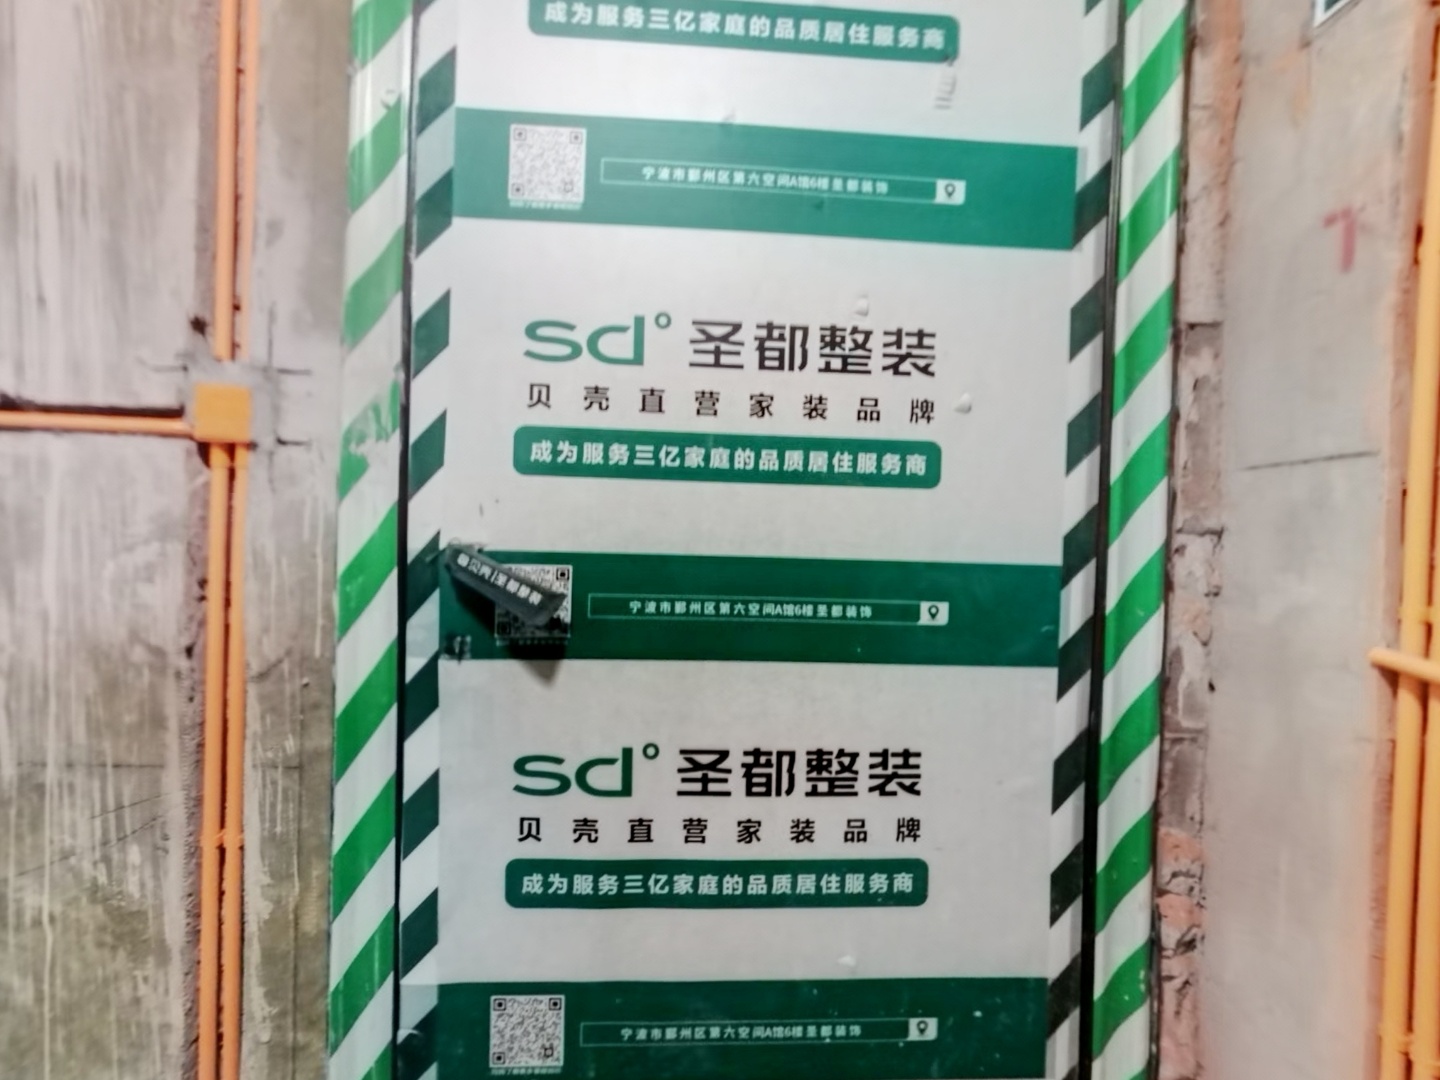 成为服务三亿家庭的品质居住服务商
宁波市鄞州区第六空间A馆6楼圣都装饰
sd° 圣都整装
贝壳直营家装品牌
成为服务三亿家庭的品质居住服务商
贝壳|圣都整装
宁波市鄞州区第六空间A馆6楼圣都装饰
sd° 圣都整装
贝壳直营家装品牌
成为服务三亿家庭的品质居住服务商
宁波市鄞州区第六空间A馆6楼圣都装饰